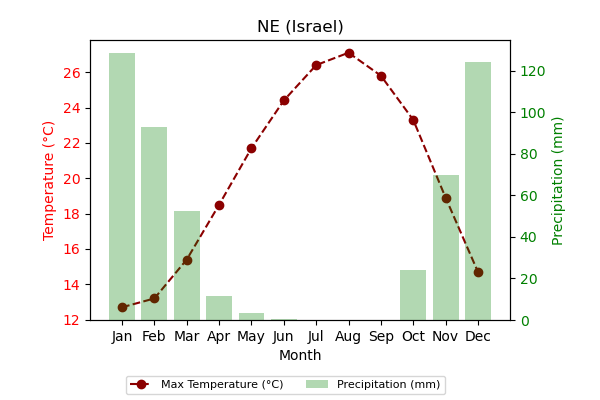 NE (Israel)
Temperature (°C)
26
24
22
20
18
16
14
12
120
100
80
60
40
20
0
Precipitation (mm)
Jan Feb Mar Apr May Jun Jul Aug Sep Oct Nov Dec
Month
Max Temperature (°C) Precipitation (mm)